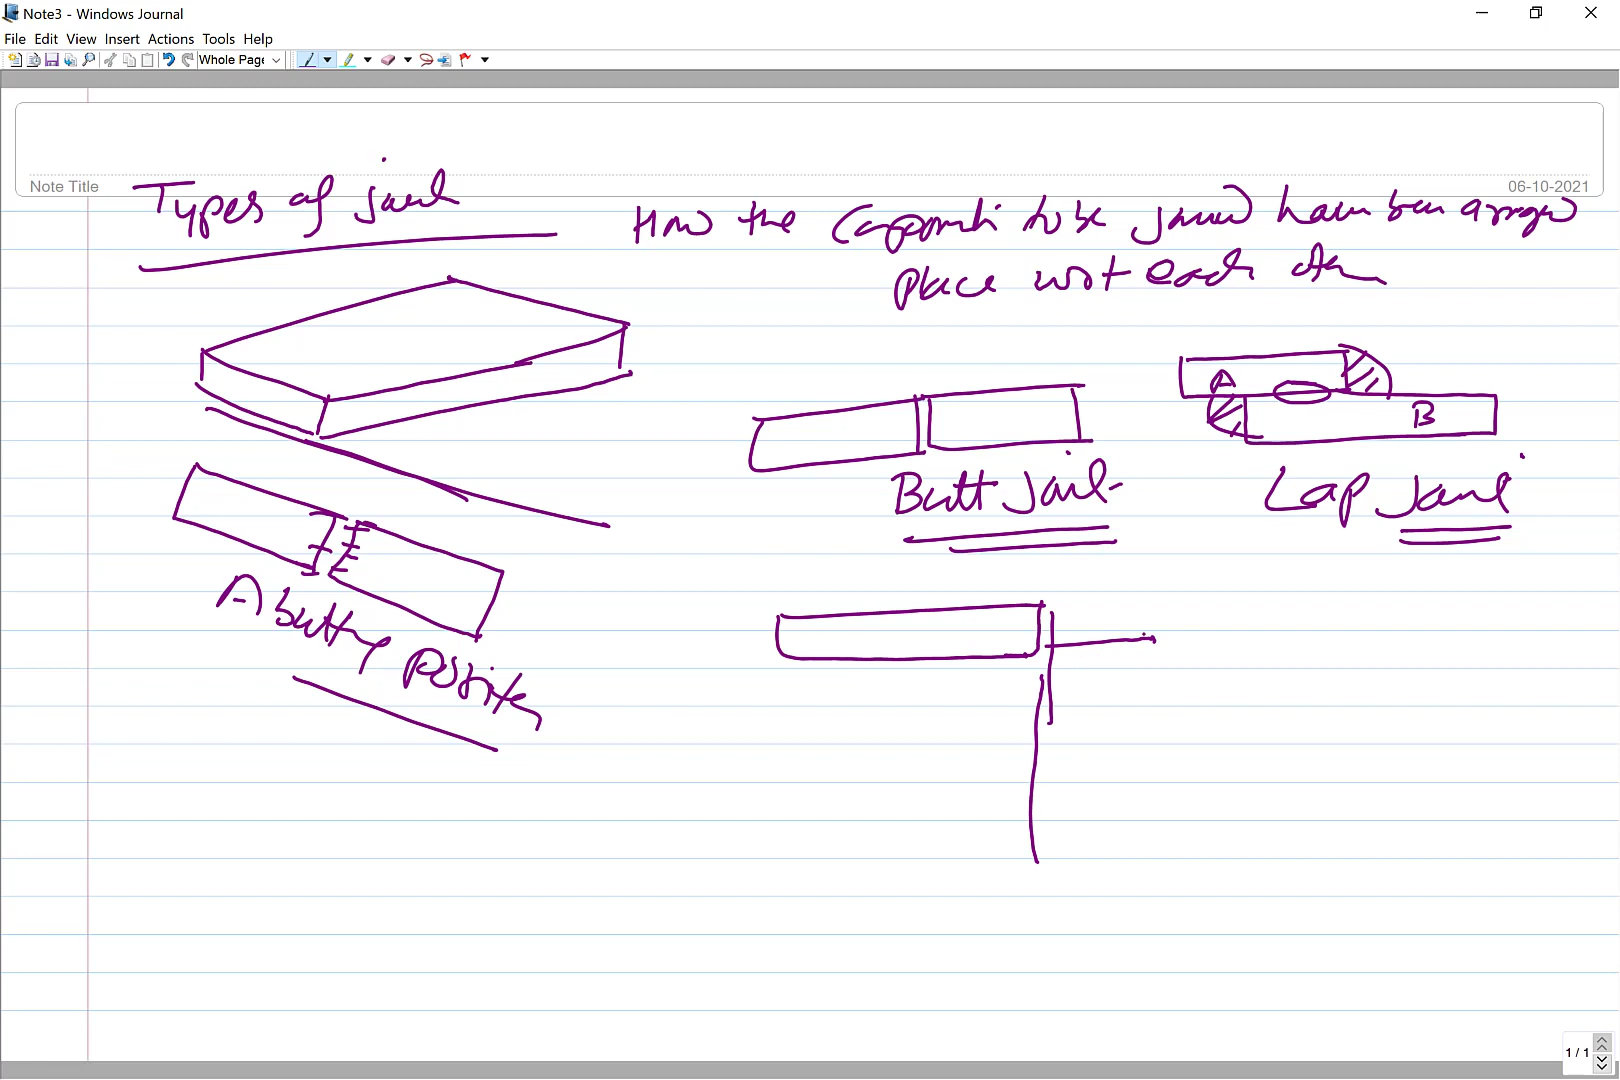 Note3 - Windows Journal
File Edit View Insert Actions Tools Help
Whole Page
Note Title
06-10-2021
Types of joint
How the Components to be joined have been arranged
place wrt each other
A
B
Butt joint
Lap joint
Abutting position
1 / 1